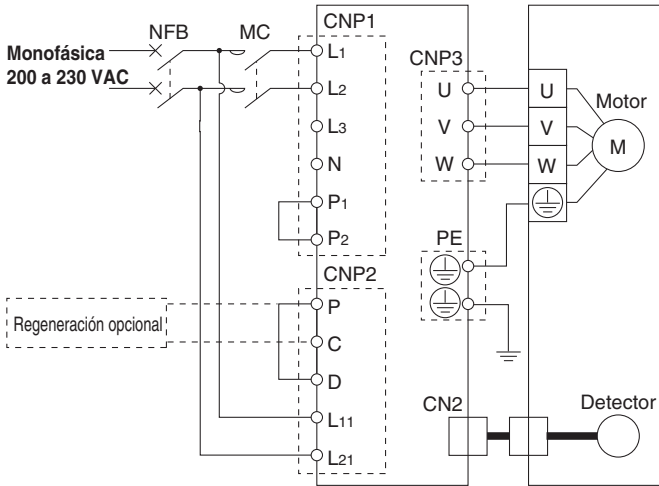 NFB
MC
CNP1
Monofásica
200 a 230 VAC
L1
L2
L3
N
P1
P2
CNP3
U
V
W
U
V
W
Motor
M
PE
CNP2
Regeneración opcional
P
C
D
L11
L21
CN2
Detector